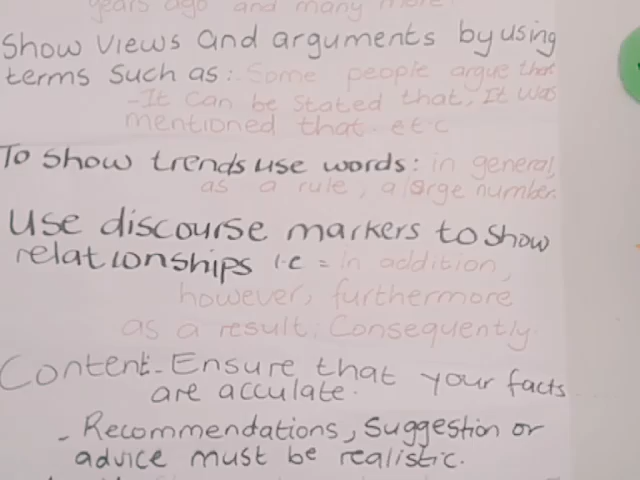 years ago and many more
Show views and arguments by using
terms such as: Some people argue that
- It can be stated that, It was
mentioned that. etc
To show trends use words: in general,
as a rule, a large number.
Use discourse markers to show
relationships i.e = In addition,
however, furthermore
as a result. Consequently
Content - Ensure that your facts
are acculate.
- Recommendations, suggestion or
advice must be realistic.